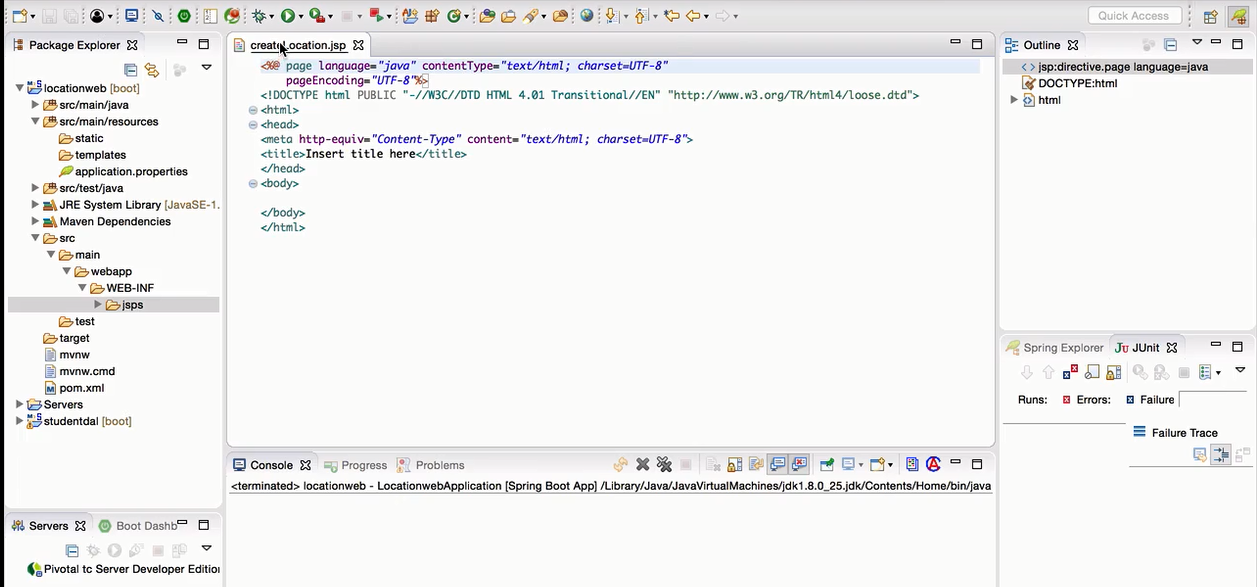 Quick Access
Package Explorer
locationweb [boot]
src/main/java
src/main/resources
static
templates
application.properties
src/test/java
JRE System Library [JavaSE-1.
Maven Dependencies
src
main
webapp
WEB-INF
jsps
test
target
mvnw
mvnw.cmd
pom.xml
Servers
studentdal [boot]
Servers
Boot Dashb
Pivotal tc Server Developer Edition
createLocation.jsp
<%@ page language="java" contentType="text/html; charset=UTF-8"
pageEncoding="UTF-8"%>
<!DOCTYPE html PUBLIC "-//W3C//DTD HTML 4.01 Transitional//EN" "http://www.w3.org/TR/html4/loose.dtd">
<html>
<head>
<meta http-equiv="Content-Type" content="text/html; charset=UTF-8">
<title>Insert title here</title>
</head>
<body>
</body>
</html>
Console
Progress
Problems
<terminated> locationweb - LocationwebApplication [Spring Boot App] /Library/Java/JavaVirtualMachines/jdk1.8.0_25.jdk/Contents/Home/bin/java
Outline
jsp:directive.page language=java
DOCTYPE:html
html
Spring Explorer
JUnit
Runs:
Errors:
Failure
Failure Trace